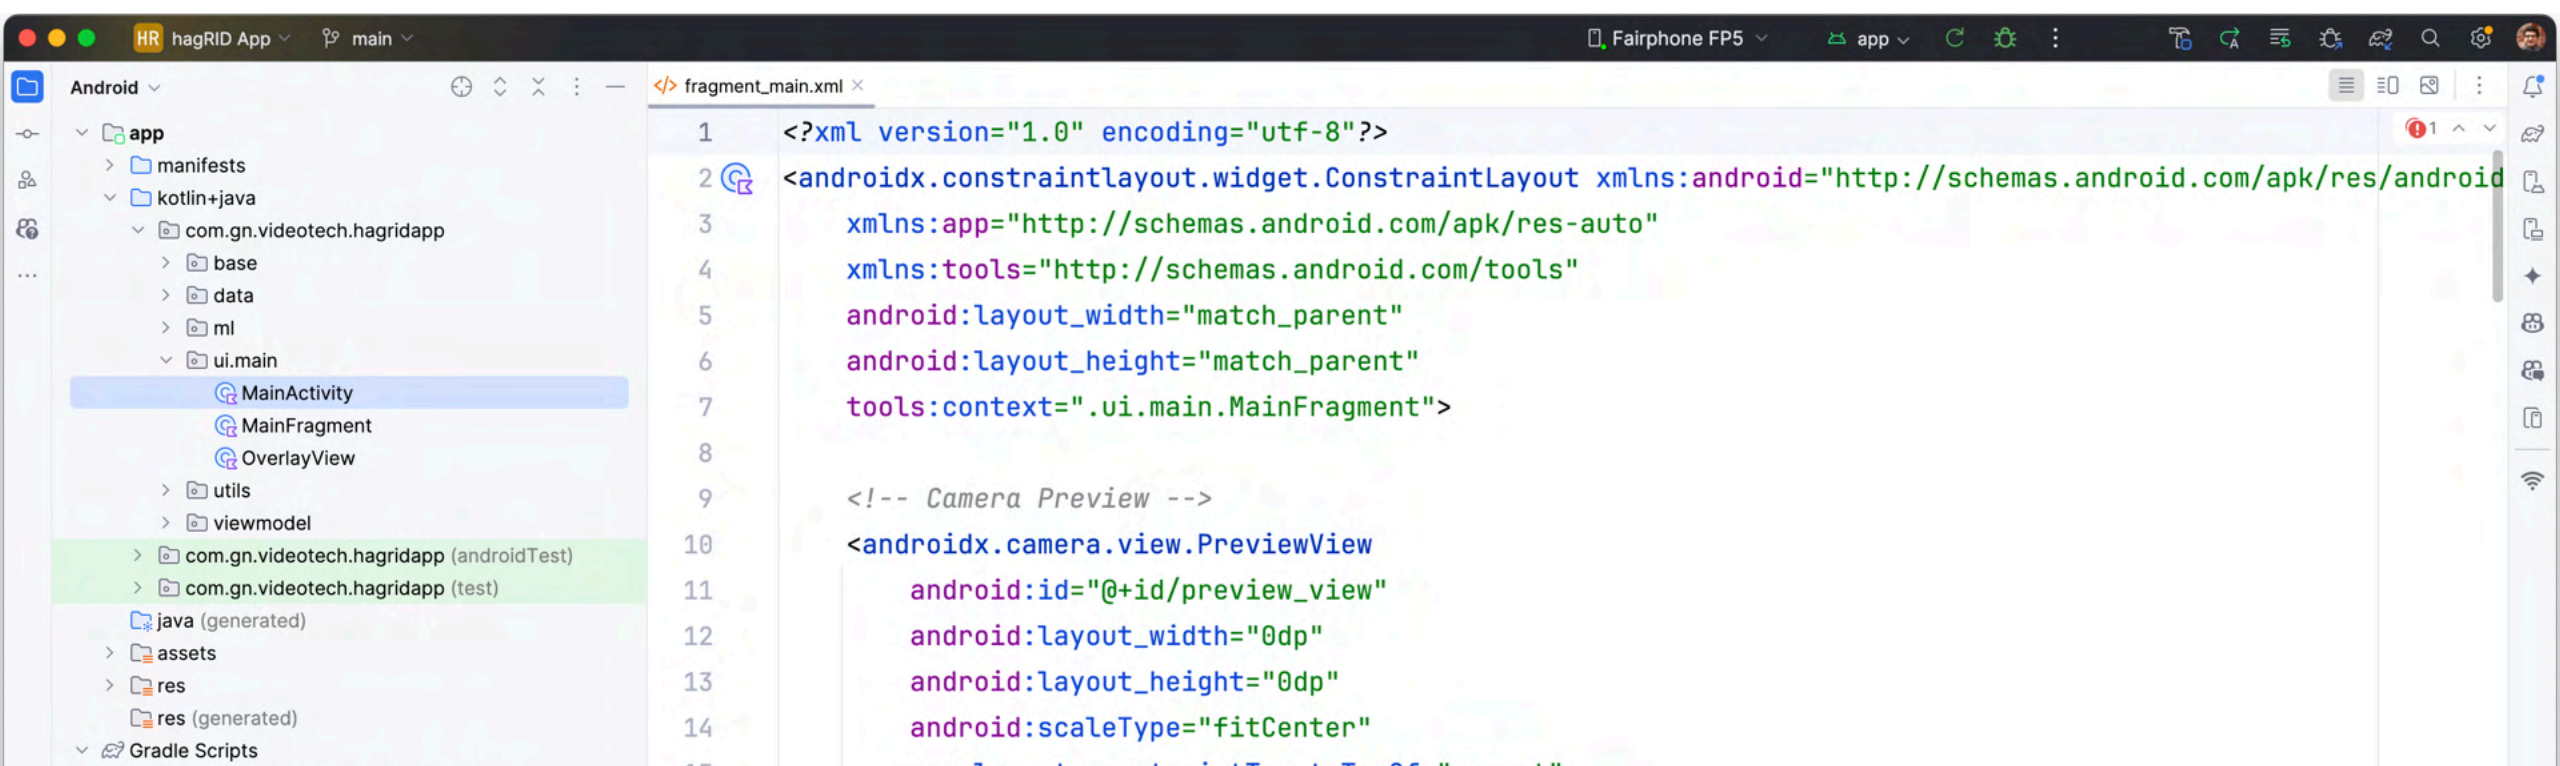 HR hagRID App main Fairphone FP5 app
Android
app
manifests
kotlin+java
com.gn.videotech.hagridapp
base
data
ml
ui.main
MainActivity
MainFragment
OverlayView
utils
viewmodel
com.gn.videotech.hagridapp (androidTest)
com.gn.videotech.hagridapp (test)
java (generated)
assets
res
res (generated)
Gradle Scripts
fragment_main.xml
1
1 <?xml version="1.0" encoding="utf-8"?>
2 <androidx.constraintlayout.widget.ConstraintLayout xmlns:android="http://schemas.android.com/apk/res/android
3 xmlns:app="http://schemas.android.com/apk/res-auto"
4 xmlns:tools="http://schemas.android.com/tools"
5 android:layout_width="match_parent"
6 android:layout_height="match_parent"
7 tools:context=".ui.main.MainFragment">
8
9 <!-- Camera Preview -->
10 <androidx.camera.view.PreviewView
11 android:id="@+id/preview_view"
12 android:layout_width="0dp"
13 android:layout_height="0dp"
14 android:scaleType="fitCenter"